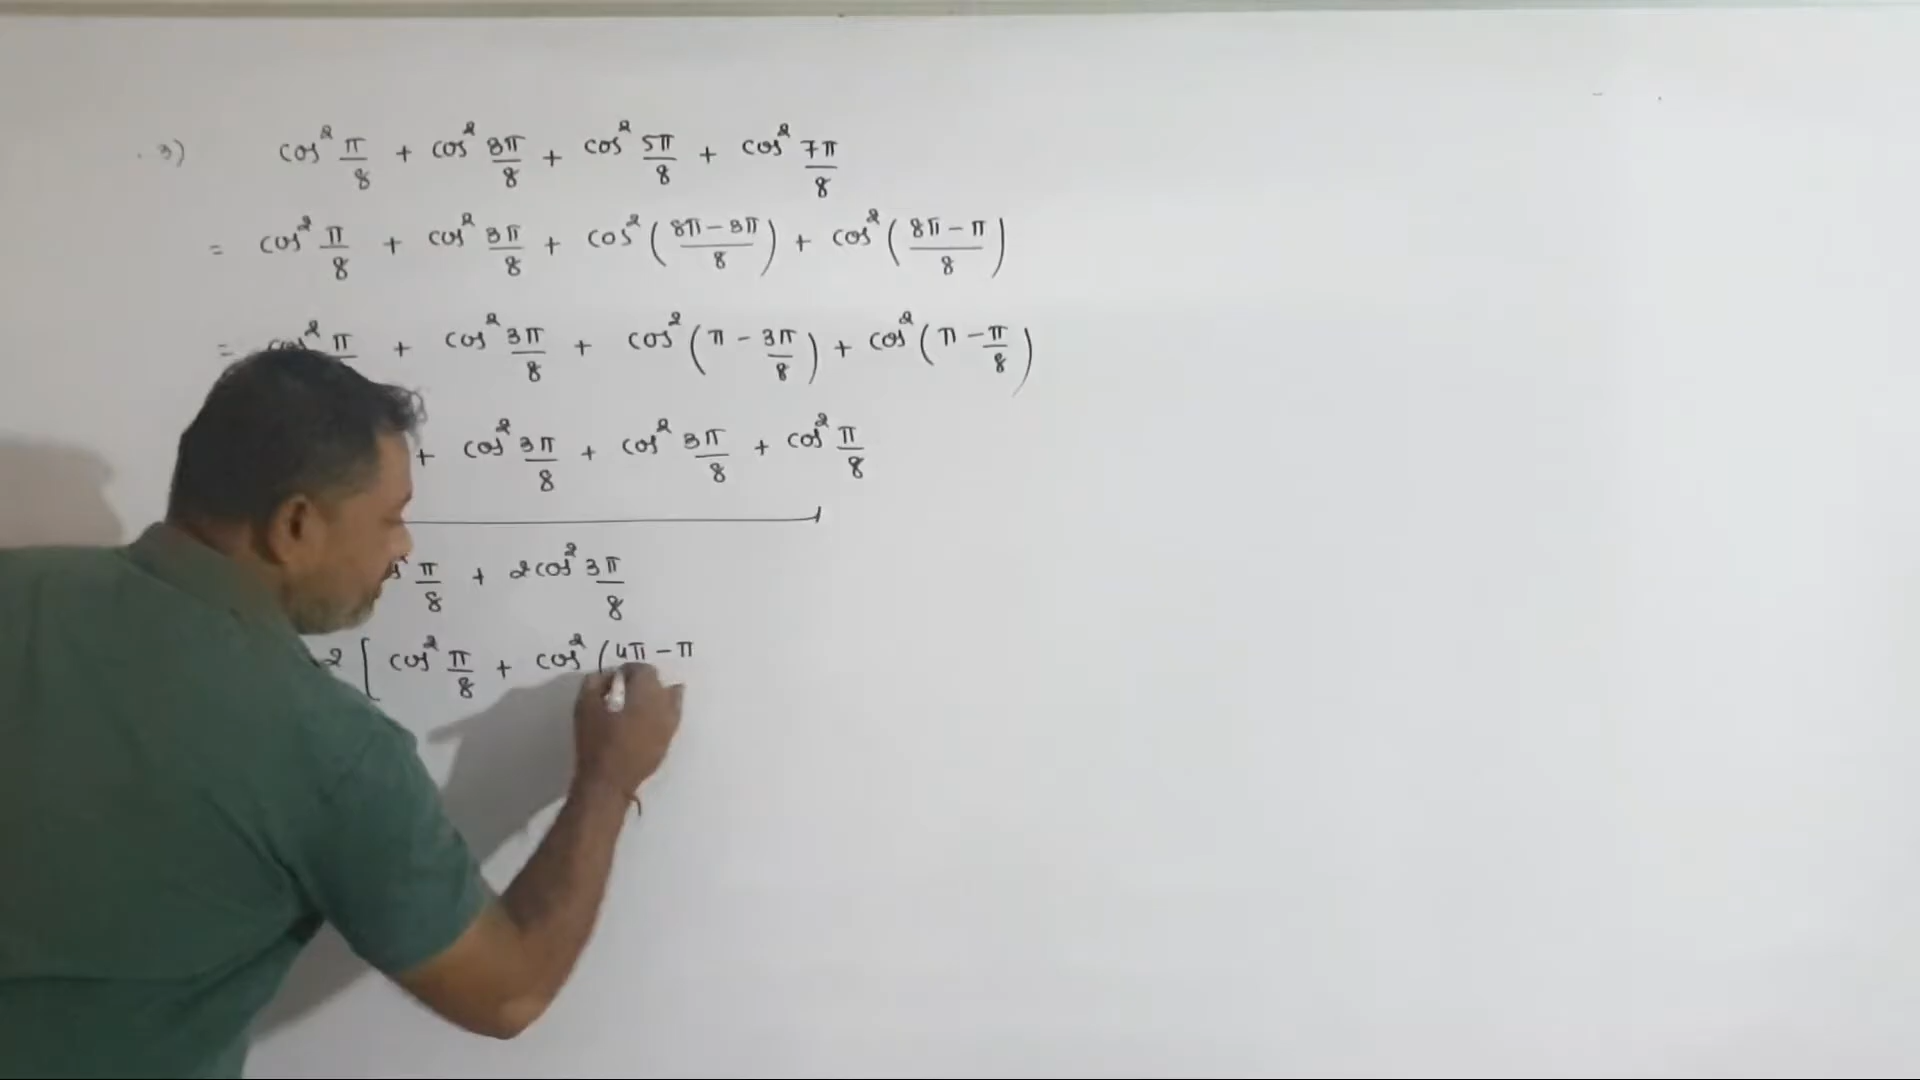 3) cos² π/8 + cos² 3π/8 + cos² 5π/8 + cos² 7π/8
= cos² π/8 + cos² 3π/8 + cos² (8π - 3π / 8) + cos² (8π - π / 8)
= cos² π + cos² 3π/8 + cos² (π - 3π/8) + cos² (π - π/8)
+ cos² 3π/8 + cos² 3π/8 + cos² π/8
π/8 + 2cos² 3π/8
2 [ cos² π/8 + cos² ( 4π - π